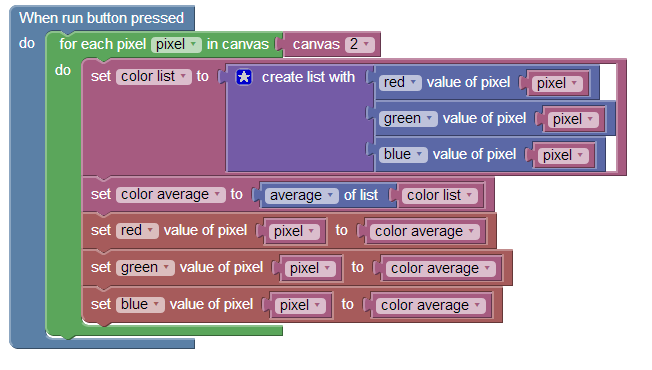 When run button pressed
do for each pixel pixel in canvas canvas 2
do set color list to create list with red value of pixel pixel
green value of pixel pixel
blue value of pixel pixel
set color average to average of list color list
set red value of pixel pixel to color average
set green value of pixel pixel to color average
set blue value of pixel pixel to color average